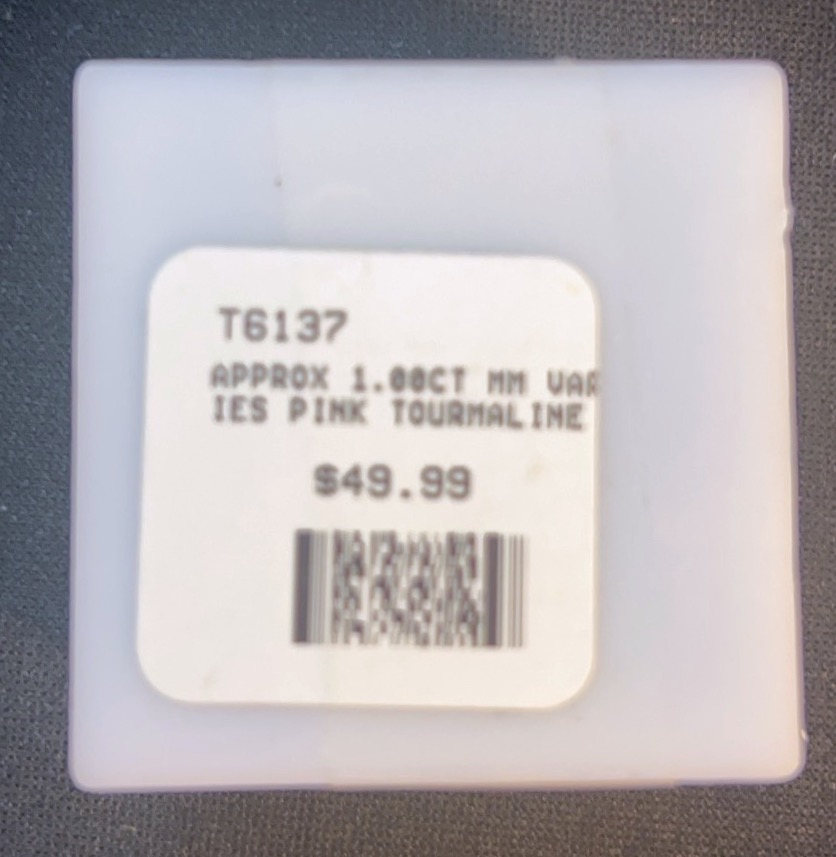 T6137
APPROX 1.00CT MM VAR
IES PINK TOURMALINE
$49.99